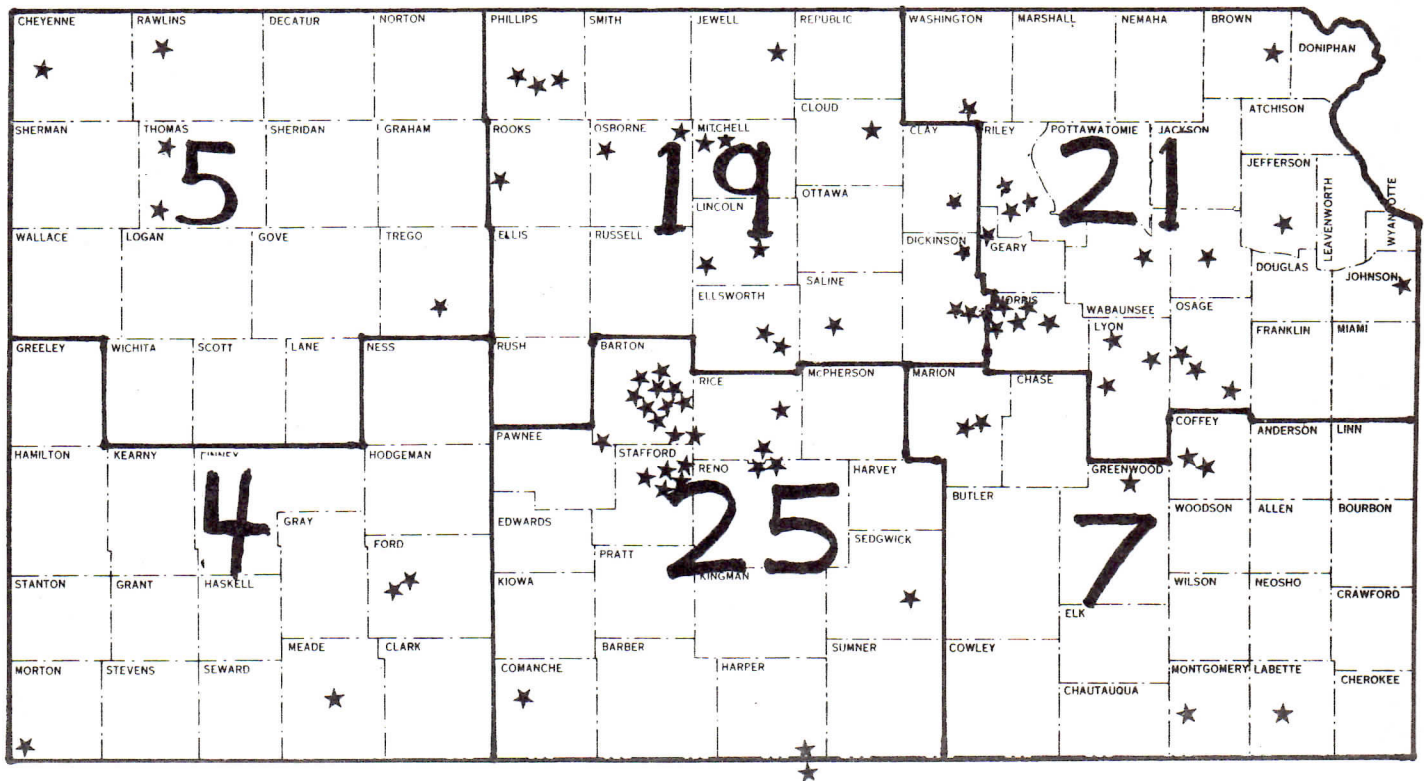 CHEYENNE RAWLINS DECATUR NORTON PHILLIPS SMITH JEWELL REPUBLIC WASHINGTON MARSHALL NEMAHA BROWN
DONIPHAN
CLOUD ATCHISON
SHERMAN THOMAS SHERIDAN GRAHAM ROOKS OSBORNE MITCHELL CLAY RILEY POTTAWATOMIE JACKSON
JEFFERSON
5 19 21
LEAVENWORTH WYANDOTTE
LINCOLN OTTAWA
WALLACE LOGAN GOVE TREGO ELLIS RUSSELL DICKINSON GEARY
DOUGLAS JOHNSON
ELLSWORTH SALINE MORRIS WABAUNSEE OSAGE
LYON FRANKLIN MIAMI
GREELEY WICHITA SCOTT LANE NESS RUSH BARTON
RICE McPHERSON MARION CHASE
COFFEY ANDERSON LINN
PAWNEE
HAMILTON KEARNY FINNEY HODGEMAN STAFFORD RENO HARVEY GREENWOOD
4 25 7
BUTLER WOODSON ALLEN BOURBON
GRAY EDWARDS
FORD PRATT SEDGWICK
STANTON GRANT HASKELL KIOWA KINGMAN WILSON NEOSHO CRAWFORD
ELK
MEADE CLARK BARBER SUMNER COWLEY
MORTON STEVENS SEWARD COMANCHE HARPER MONTGOMERY LABETTE CHEROKEE
CHAUTAUQUA